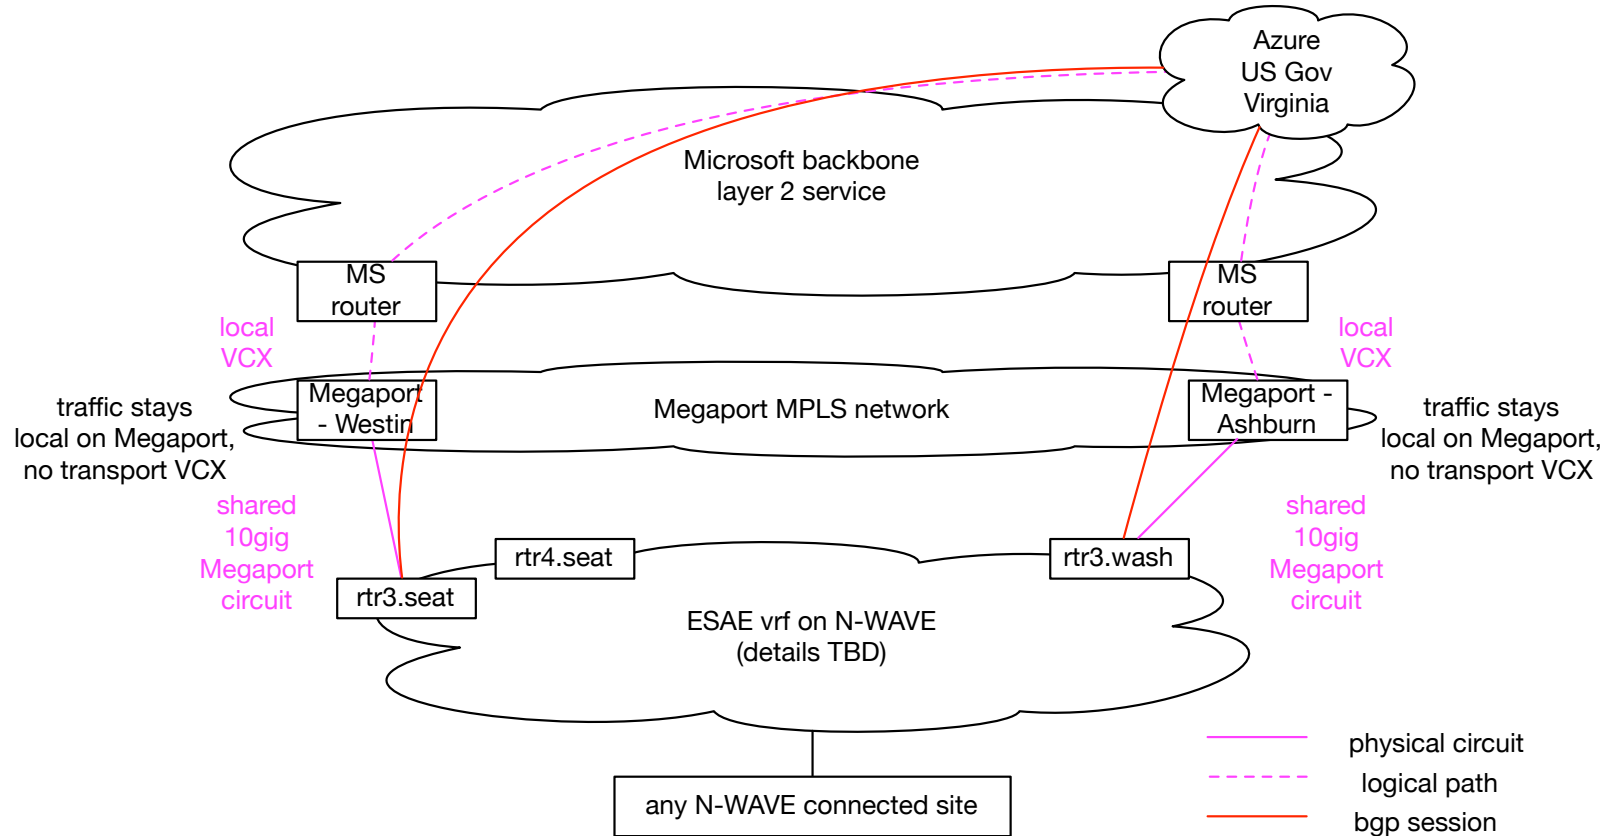 Azure
US Gov
Virginia
Microsoft backbone
layer 2 service
MS
router
MS
router
local
VCX
local
VCX
Megaport
- Westin
Megaport MPLS network
Megaport -
Ashburn
traffic stays
local on Megaport,
no transport VCX
traffic stays
local on Megaport,
no transport VCX
shared
10gig
Megaport
circuit
shared
10gig
Megaport
circuit
rtr4.seat
rtr3.wash
rtr3.seat
ESAE vrf on N-WAVE
(details TBD)
any N-WAVE connected site
physical circuit
logical path
bgp session